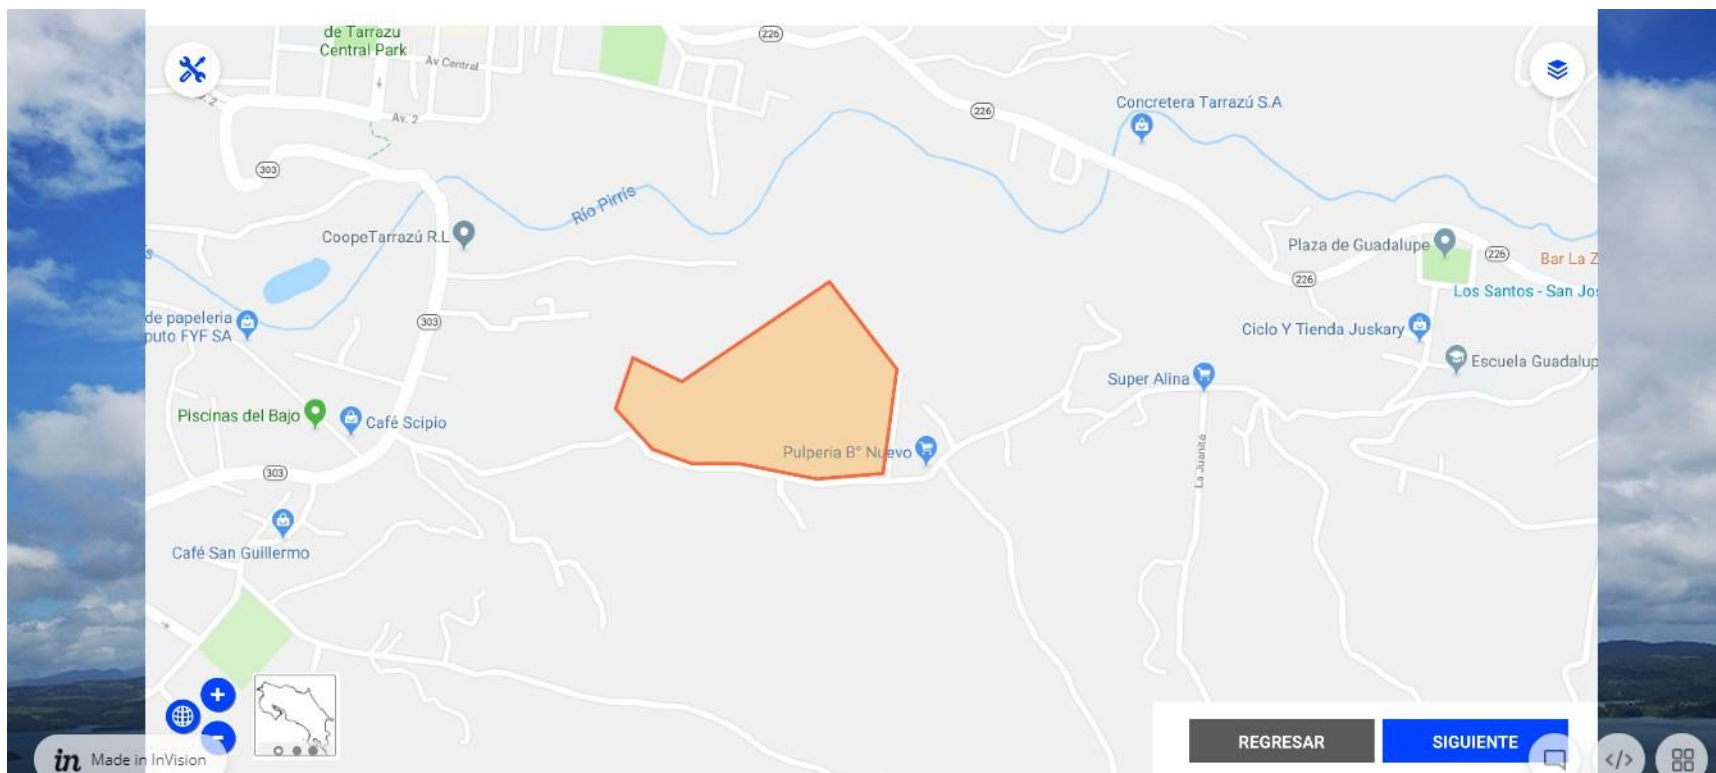 de Tarrazu
Central Park
Av Central
226
Av. 2
303
226
Concretera Tarrazú S.A
Río Pirrís
CoopeTarrazú R.L
Plaza de Guadalupe
226
Bar La Z
226
Los Santos - San Jos
de papeleria
puto FYF SA
303
Ciclo Y Tienda Juskary
Escuela Guadalup
Super Alina
Piscinas del Bajo
Café Scipio
Pulperia B° Nuevo
La Juanita
303
Café San Guillermo
+
-
REGRESAR
SIGUIENTE
in Made in InVision
</>